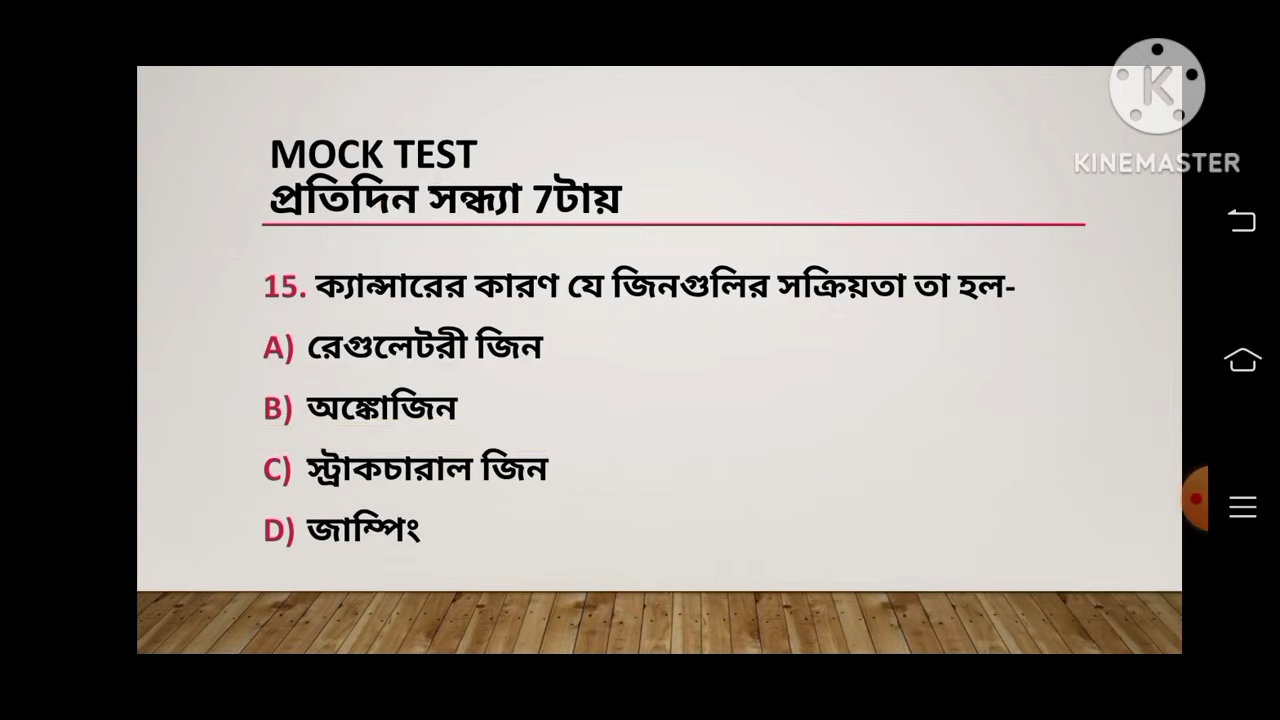 KINEMASTER
MOCK TEST
প্রতিদিন সন্ধ্যা 7টায়
15. ক্যান্সারের কারণ যে জিনগুলির সক্রিয়তা তা হল-
A) রেগুলেটরী জিন
B) অঙ্কোজিন
C) স্ট্রাকচারাল জিন
D) জাম্পিং